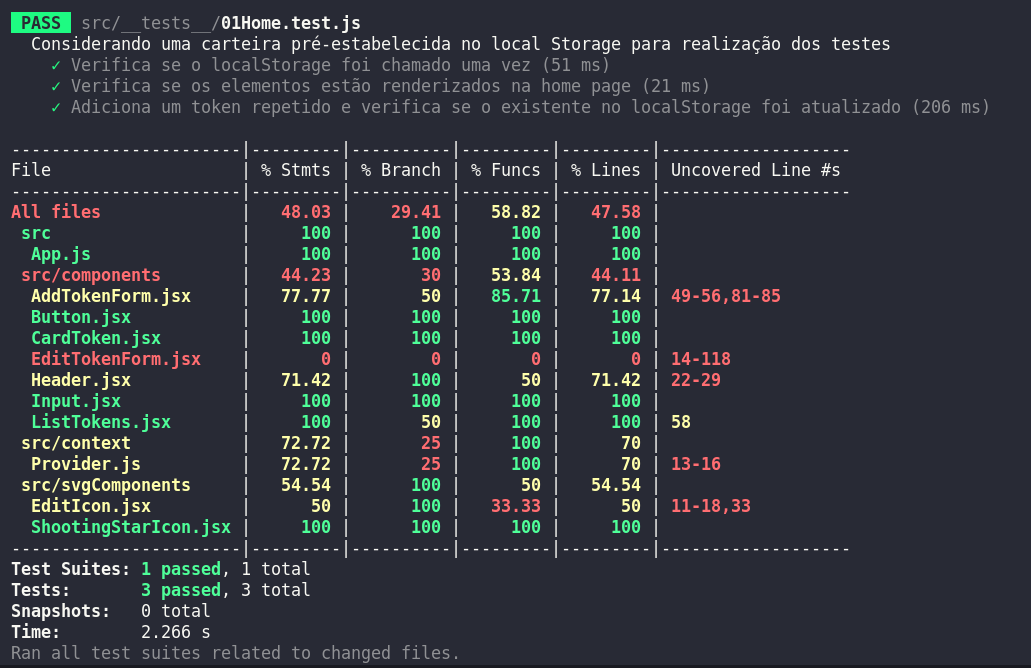 PASS src/__tests__/01Home.test.js
Considerando uma carteira pré-estabelecida no local Storage para realização dos testes
✓ Verifica se o localStorage foi chamado uma vez (51 ms)
✓ Verifica se os elementos estão renderizados na home page (21 ms)
✓ Adiciona um token repetido e verifica se o existente no localStorage foi atualizado (206 ms)
-----------------------|---------|----------|---------|---------|-------------------
File                   | % Stmts | % Branch | % Funcs | % Lines | Uncovered Line #s
-----------------------|---------|----------|---------|---------|-------------------
All files              |   48.03 |    29.41 |   58.82 |   47.58 |
 src                   |     100 |      100 |     100 |     100 |
  App.js               |     100 |      100 |     100 |     100 |
 src/components        |   44.23 |       30 |   53.84 |   44.11 |
  AddTokenForm.jsx     |   77.77 |       50 |   85.71 |   77.14 | 49-56,81-85
  Button.jsx           |     100 |      100 |     100 |     100 |
  CardToken.jsx        |     100 |      100 |     100 |     100 |
  EditTokenForm.jsx    |       0 |        0 |       0 |       0 | 14-118
  Header.jsx           |   71.42 |      100 |      50 |   71.42 | 22-29
  Input.jsx            |     100 |      100 |     100 |     100 |
  ListTokens.jsx       |     100 |       50 |     100 |     100 | 58
 src/context           |   72.72 |       25 |     100 |      70 |
  Provider.js          |   72.72 |       25 |     100 |      70 | 13-16
 src/svgComponents     |   54.54 |      100 |      50 |   54.54 |
  EditIcon.jsx         |      50 |      100 |   33.33 |      50 | 11-18,33
  ShootingStarIcon.jsx |     100 |      100 |     100 |     100 |
-----------------------|---------|----------|---------|---------|-------------------
Test Suites: 1 passed, 1 total
Tests:       3 passed, 3 total
Snapshots:   0 total
Time:        2.266 s
Ran all test suites related to changed files.